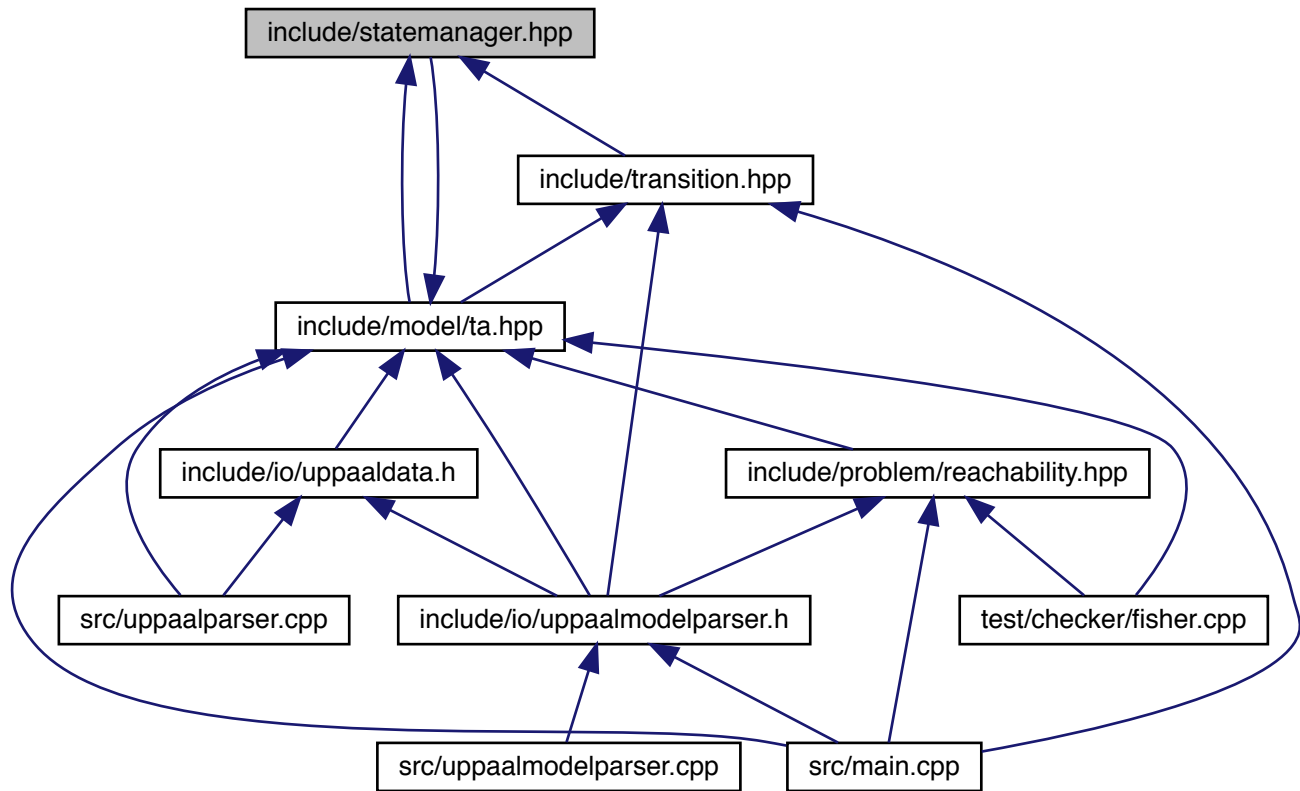 include/statemanager.hpp
include/transition.hpp
include/model/ta.hpp
include/io/uppaaldata.h
include/problem/reachability.hpp
src/uppaalparser.cpp
include/io/uppaalmodelparser.h
test/checker/fisher.cpp
src/uppaalmodelparser.cpp
src/main.cpp